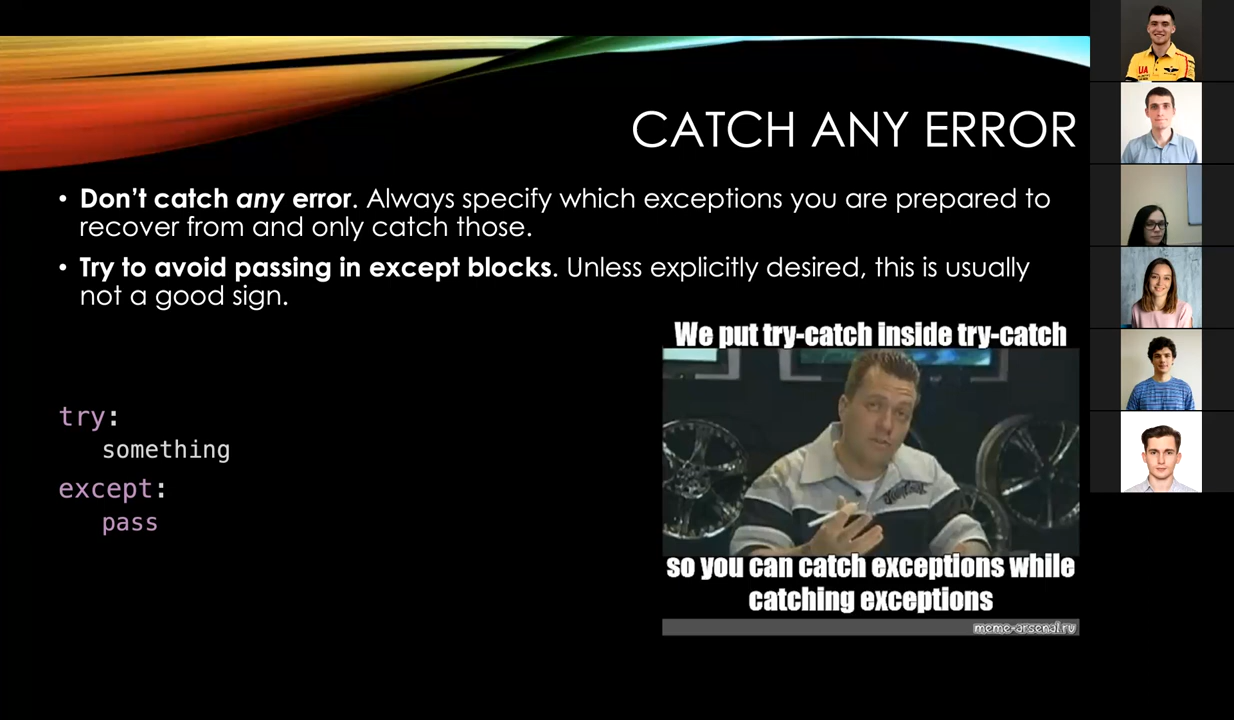 CATCH ANY ERROR
• Don’t catch any error. Always specify which exceptions you are prepared to
recover from and only catch those.
• Try to avoid passing in except blocks. Unless explicitly desired, this is usually
not a good sign.
We put try-catch inside try-catch
try:
something
except:
pass
so you can catch exceptions while
catching exceptions
meme-arsenal.ru
UA